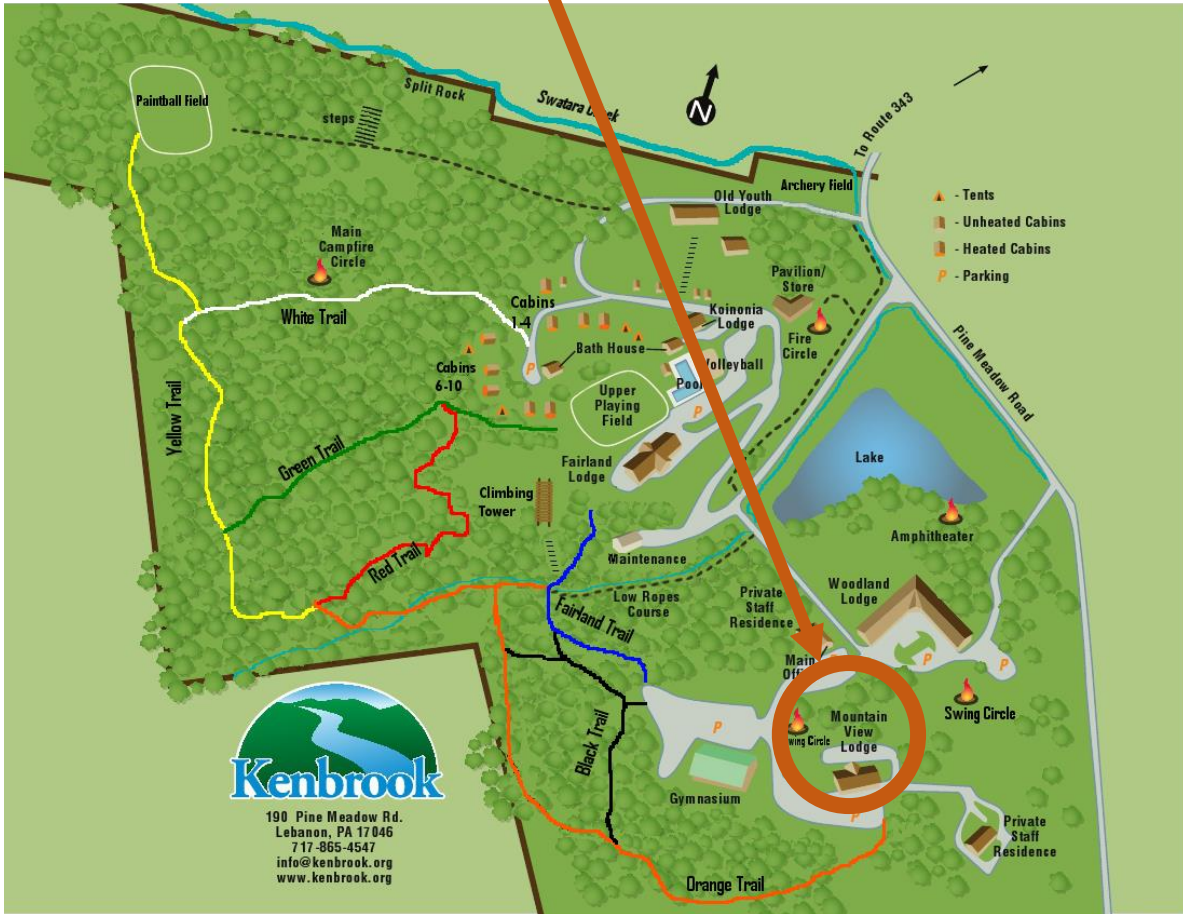 Paintball Field
Split Rock
steps
Swatara
N
To Route 343
Archery Field
- Tents
- Unheated Cabins
- Heated Cabins
P - Parking
Old Youth
Lodge
Main
Campfire
Circle
Pavilion/
Store
White Trail
Cabins
1-4
Koinonia
Lodge
Fire
Circle
Bath House
Volleyball
Pool
P
P
Cabins
6-10
Upper
Playing
Field
Pine Meadow Road
Yellow Trail
Green Trail
Fairland
Lodge
Lake
Climbing
Tower
Amphitheater
Red Trail
Maintenance
Low Ropes
Course
Private
Staff
Residence
Woodland
Lodge
Fairland Trail
Main
P
P
P
Swing Circle
Mountain
View
Lodge
Circle
P
Black Trail
Gymnasium
P
Private
Staff
Residence
Orange Trail
Kenbrook
190 Pine Meadow Rd.
Lebanon, PA 17046
717-865-4547
info@kenbrook.org
www.kenbrook.org